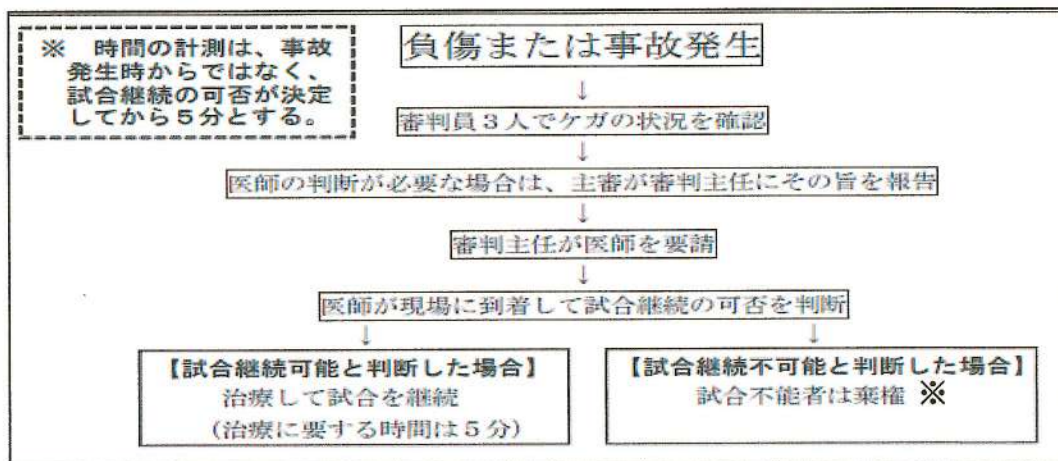 ※　時間の計測は、事故
発生時からではなく、
試合継続の可否が決定
してから５分とする。
負傷または事故発生
↓
審判員３人でケガの状況を確認
↓
医師の判断が必要な場合は、主審が審判主任にその旨を報告
↓
審判主任が医師を要請
↓
医師が現場に到着して試合継続の可否を判断
↓
↓
【試合継続可能と判断した場合】
治療して試合を継続
（治療に要する時間は５分）
【試合継続不可能と判断した場合】
試合不能者は棄権　※